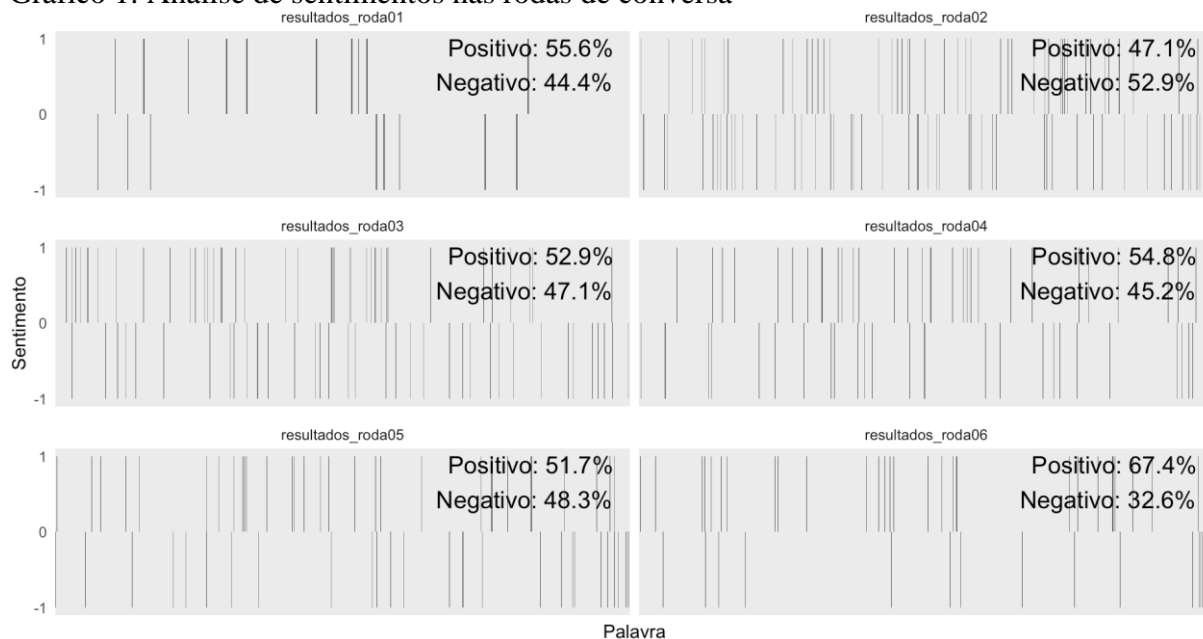 Gráfico 1: Análise de sentimentos nas rodas de conversa
resultados_roda01
resultados_roda02
1
0
-1
Positivo: 55.6%
Negativo: 44.4%
Positivo: 47.1%
Negativo: 52.9%
resultados_roda03
resultados_roda04
Sentimento
1
0
-1
Positivo: 52.9%
Negativo: 47.1%
Positivo: 54.8%
Negativo: 45.2%
resultados_roda05
resultados_roda06
1
0
-1
Positivo: 51.7%
Negativo: 48.3%
Positivo: 67.4%
Negativo: 32.6%
Palavra